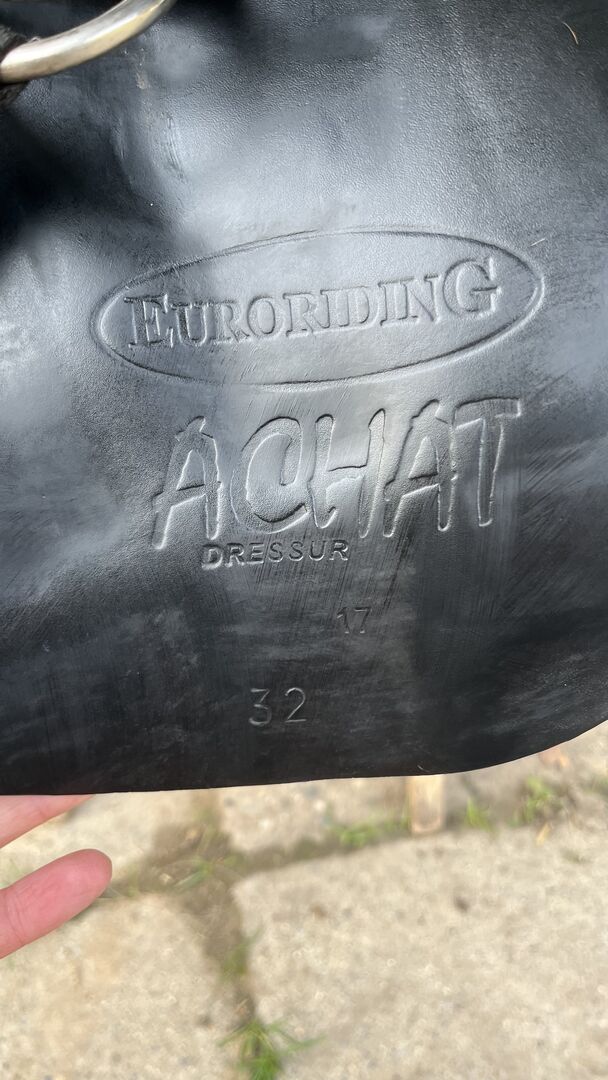 EURORIDING
ACHAT
DRESSUR
17
32